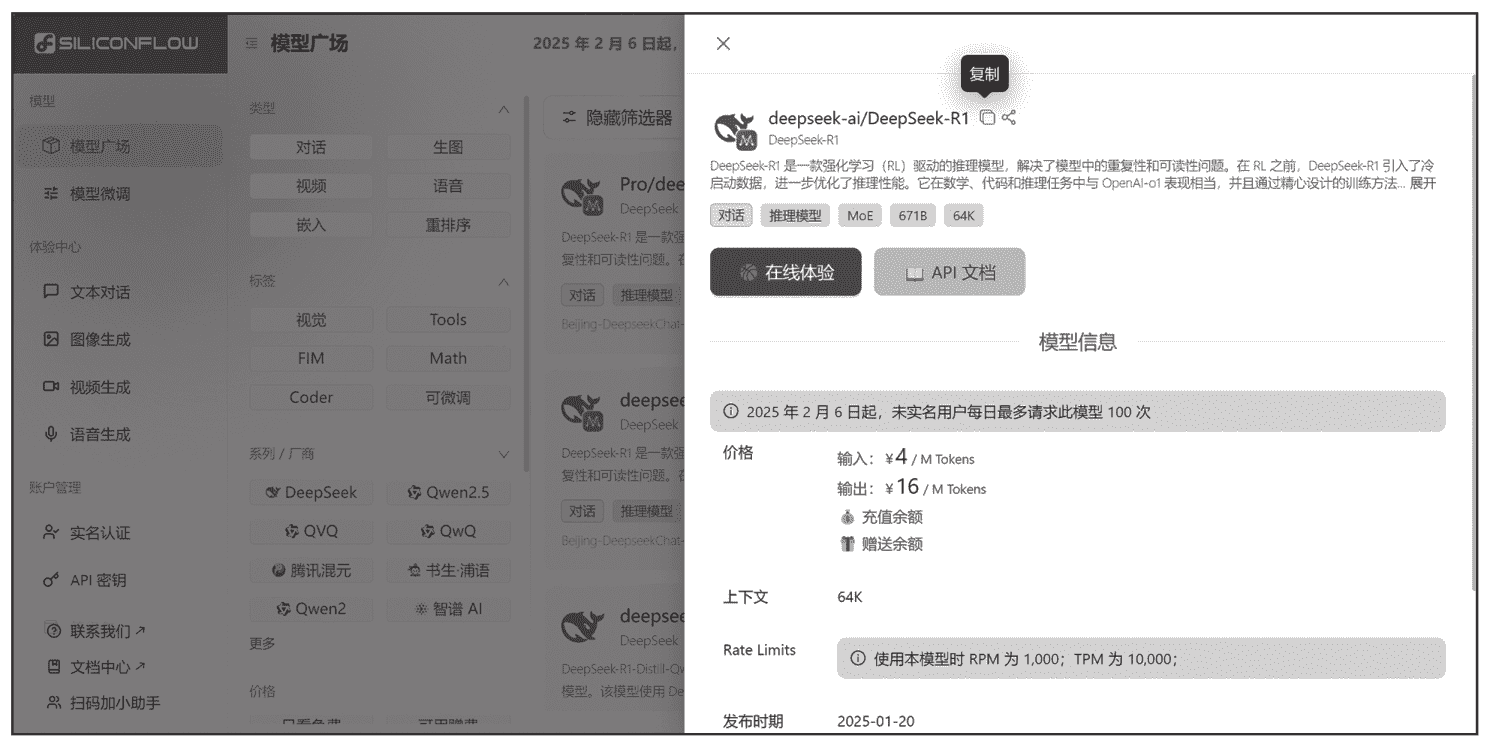 SILICONFLOW
模型
模型广场
模型微调
体验中心
文本对话
图像生成
视频生成
语音生成
账户管理
实名认证
API 密钥
联系我们
文档中心
扫码加小助手
模型广场
2025 年 2 月 6 日起，
类型
对话
生图
视频
语音
嵌入
重排序
标签
视觉
Tools
FIM
Math
Coder
可微调
系列 / 厂商
DeepSeek
Qwen2.5
QVQ
QwQ
腾讯混元
书生·浦语
Qwen2
智谱 AI
更多
价格
只看免费
可用赠费
隐藏筛选器
Pro/dee
DeepSeek
DeepSeek-R1 是一款强
复性和可读性问题。在
对话
推理模型
Beijing-DeepseekChat-
deepsee
DeepSeek
DeepSeek-R1 是一款强
复性和可读性问题。在
对话
推理模型
Beijing-DeepseekChat-
deepsee
DeepSeek
DeepSeek-R1-Distill-Qw
模型。该模型使用 De
复制
deepseek-ai/DeepSeek-R1
DeepSeek-R1
DeepSeek-R1 是一款强化学习（RL）驱动的推理模型，解决了模型中的重复性和可读性问题。在 RL 之前，DeepSeek-R1 引入了冷
启动数据，进一步优化了推理性能。它在数学、代码和推理任务中与 OpenAI-o1 表现相当，并且通过精心设计的训练方法... 展开
对话 推理模型 MoE 671B 64K
在线体验
API 文档
模型信息
2025 年 2 月 6 日起，未实名用户每日最多请求此模型 100 次
价格
输入：￥4 / M Tokens
输出：￥16 / M Tokens
充值余额
赠送余额
上下文
64K
Rate Limits
使用本模型时 RPM 为 1,000；TPM 为 10,000；
发布时期
2025-01-20